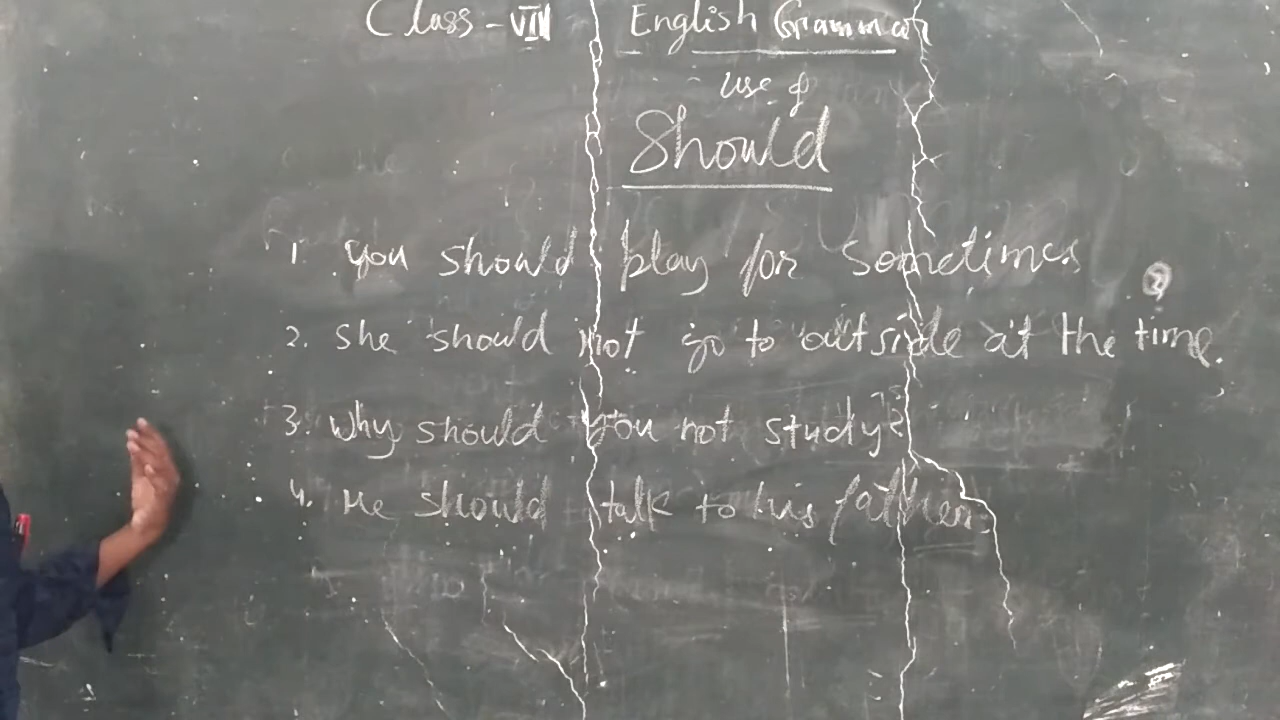 Class - VIII English Grammar
use of
Should
1 you should play for sometimes
2. she should not go to outside at the time.
3. Why should you not study?
4. He should talk to his father.